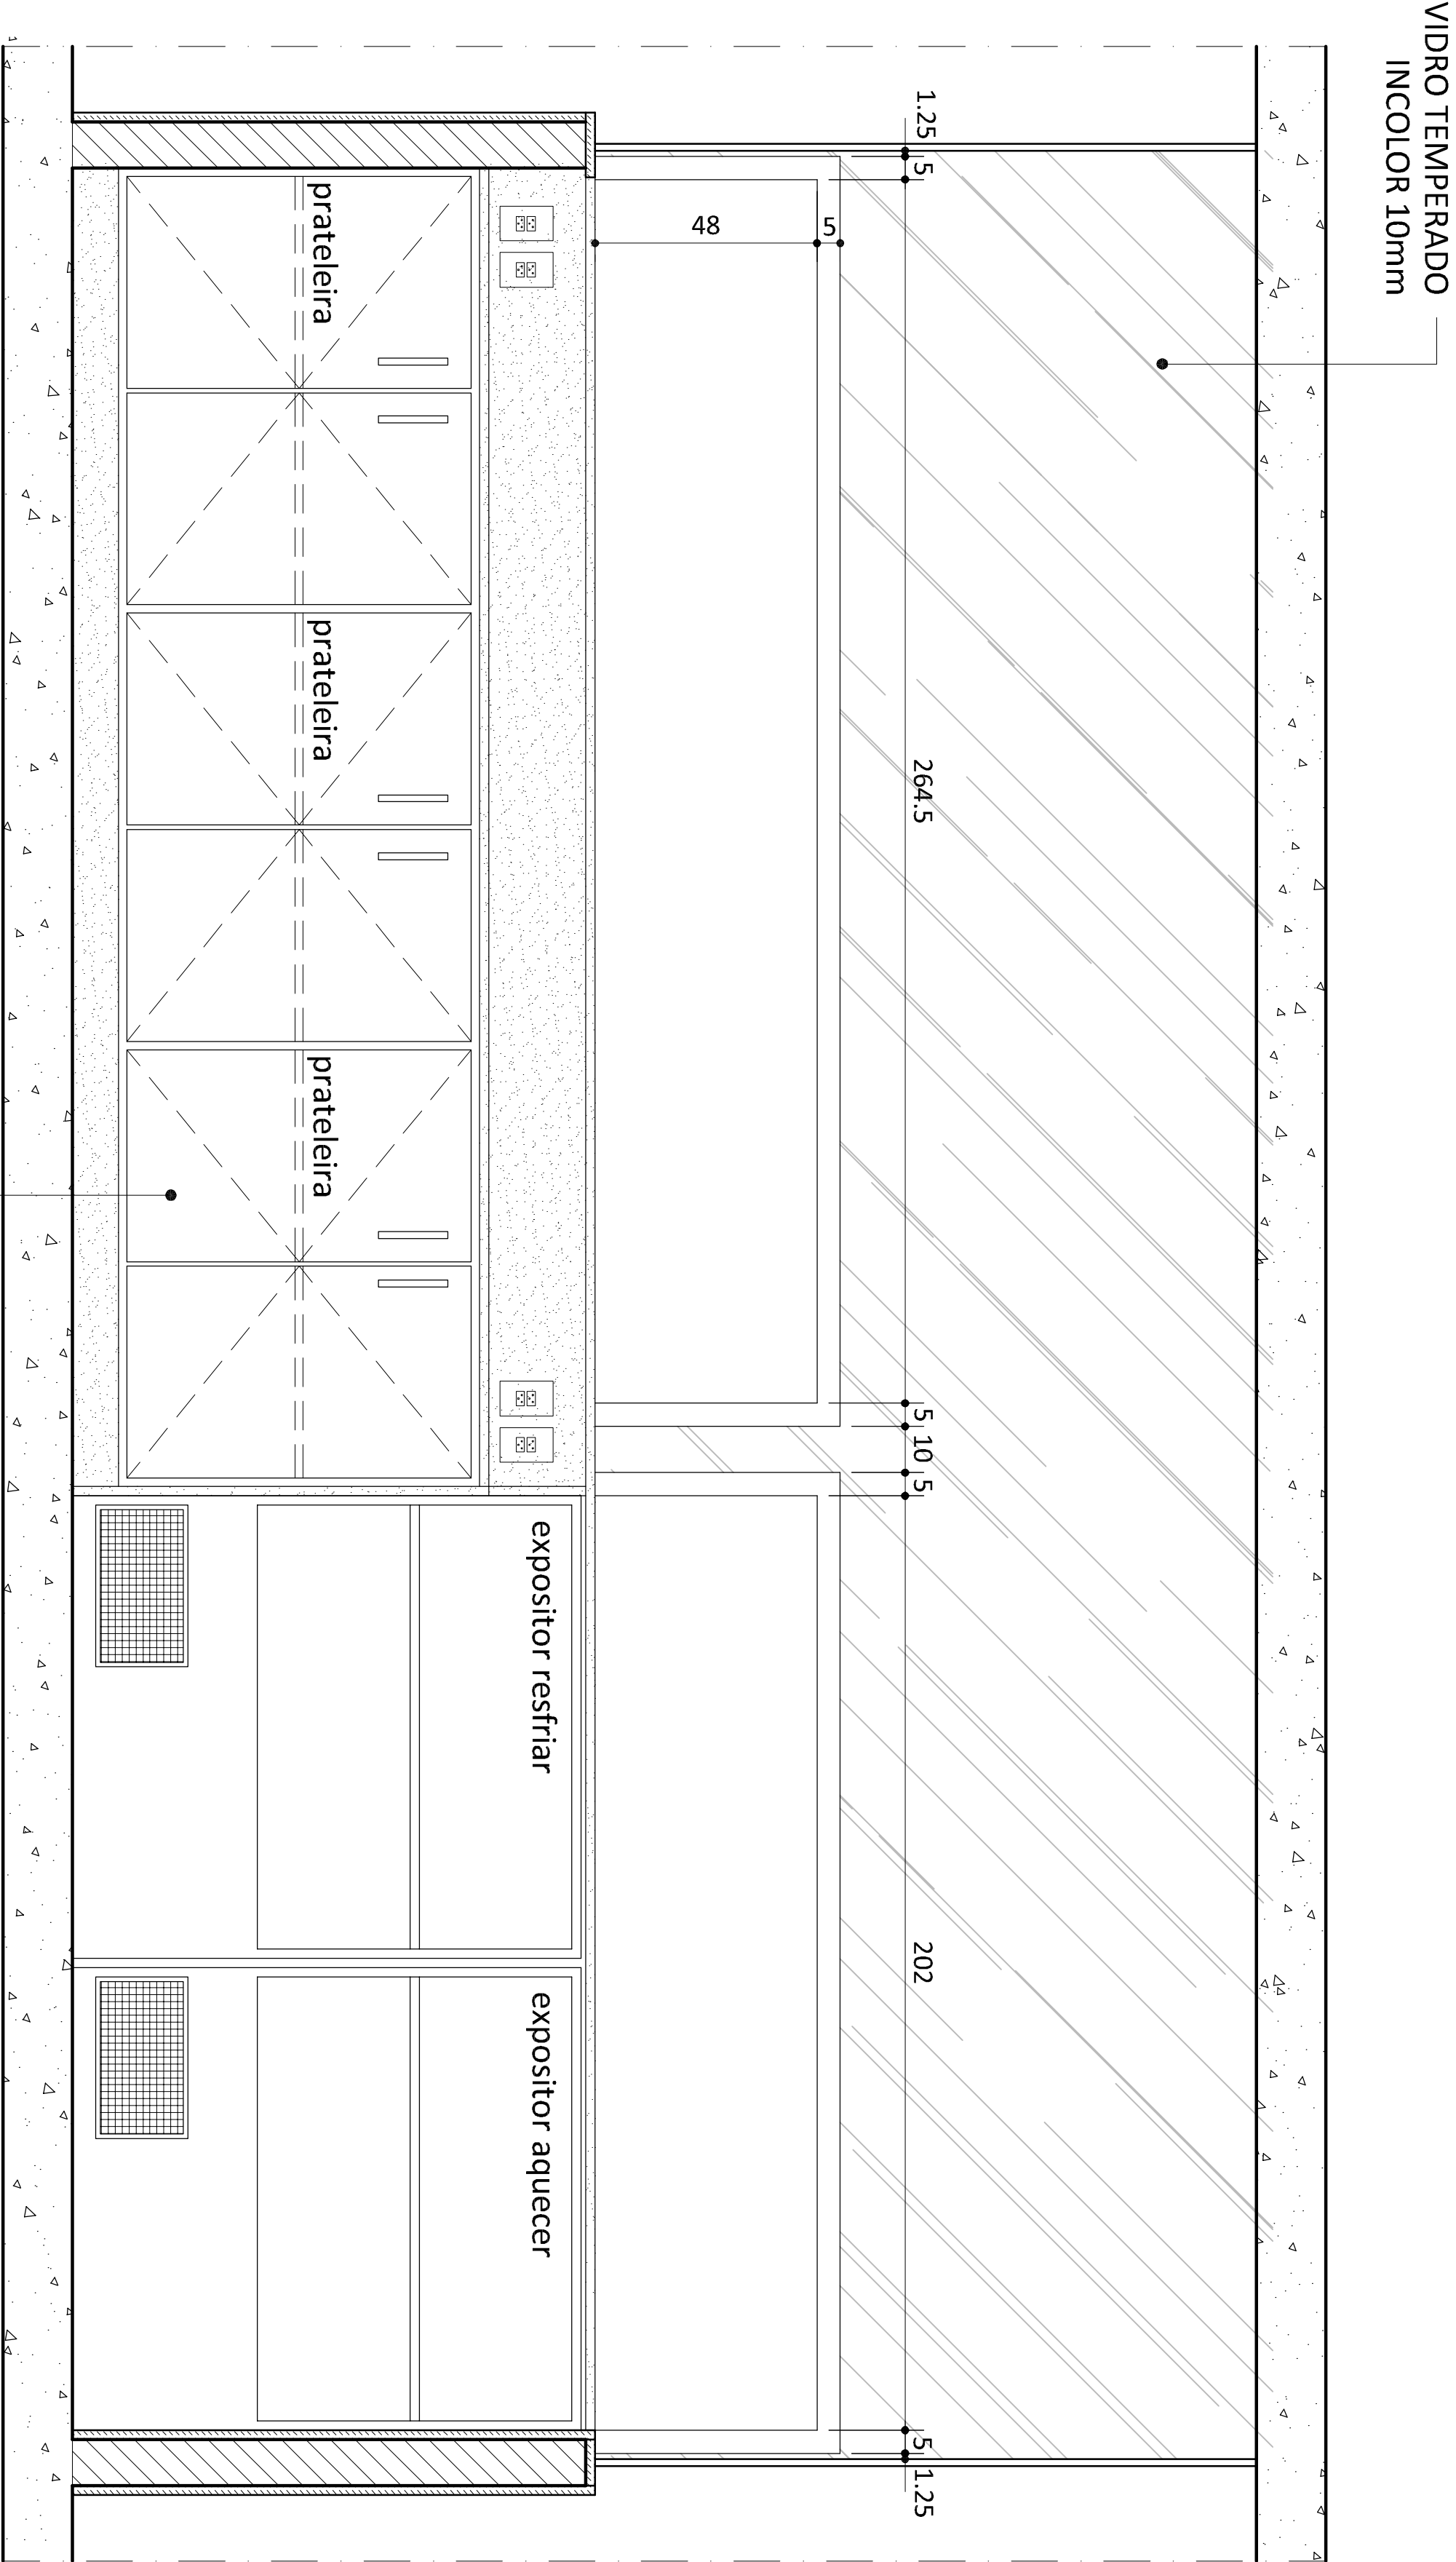 VIDRO TEMPERADO
INCOLOR 10mm
1.25
5
264.5
5
10
5
202
5
1.25
48
5
prateleira
prateleira
prateleira
expositor resfriar
expositor aquecer